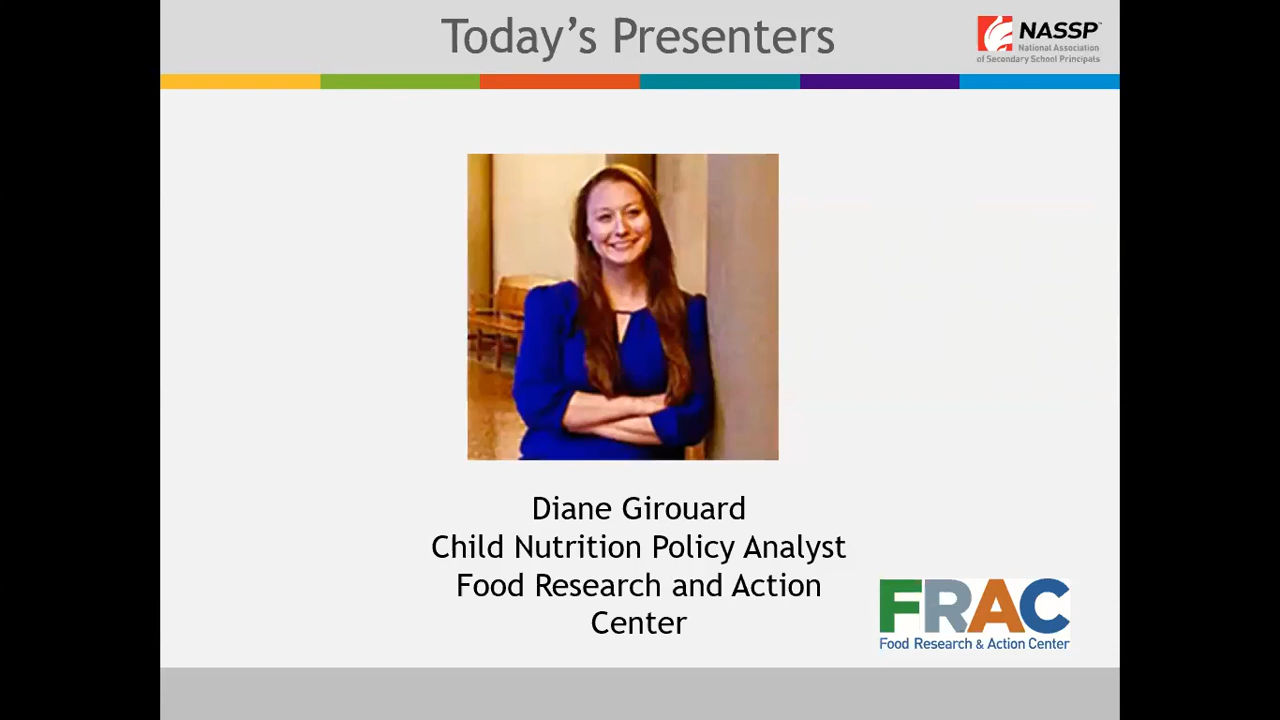 Today's Presenters
NASSP™
National Association
of Secondary School Principals
Diane Girouard
Child Nutrition Policy Analyst
Food Research and Action
Center
FRAC
Food Research & Action Center